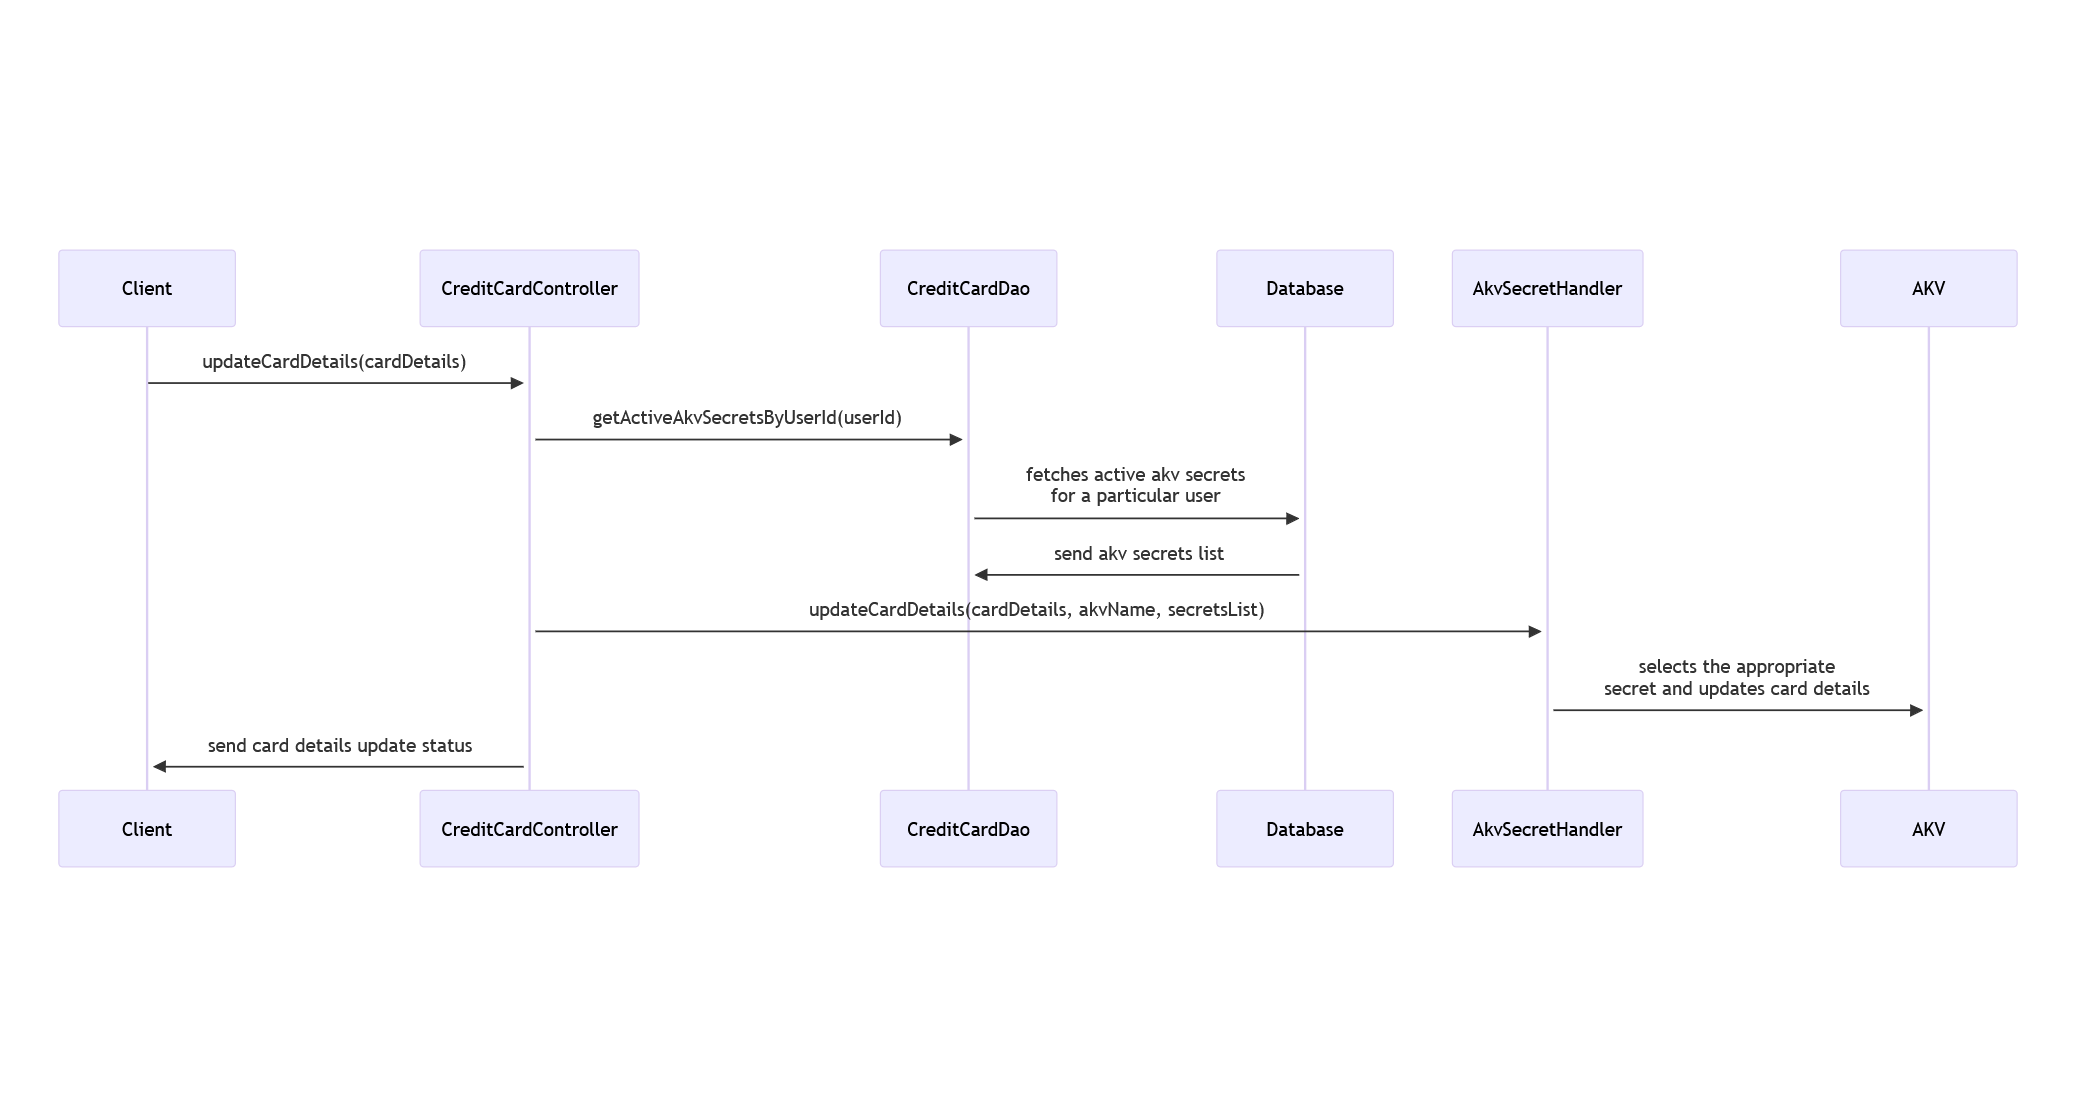 Client
CreditCardController
CreditCardDao
Database
AkvSecretHandler
AKV
updateCardDetails(cardDetails)
getActiveAkvSecretsByUserId(userId)
fetches active akv secrets
for a particular user
send akv secrets list
updateCardDetails(cardDetails, akvName, secretsList)
selects the appropriate
secret and updates card details
send card details update status
Client
CreditCardController
CreditCardDao
Database
AkvSecretHandler
AKV